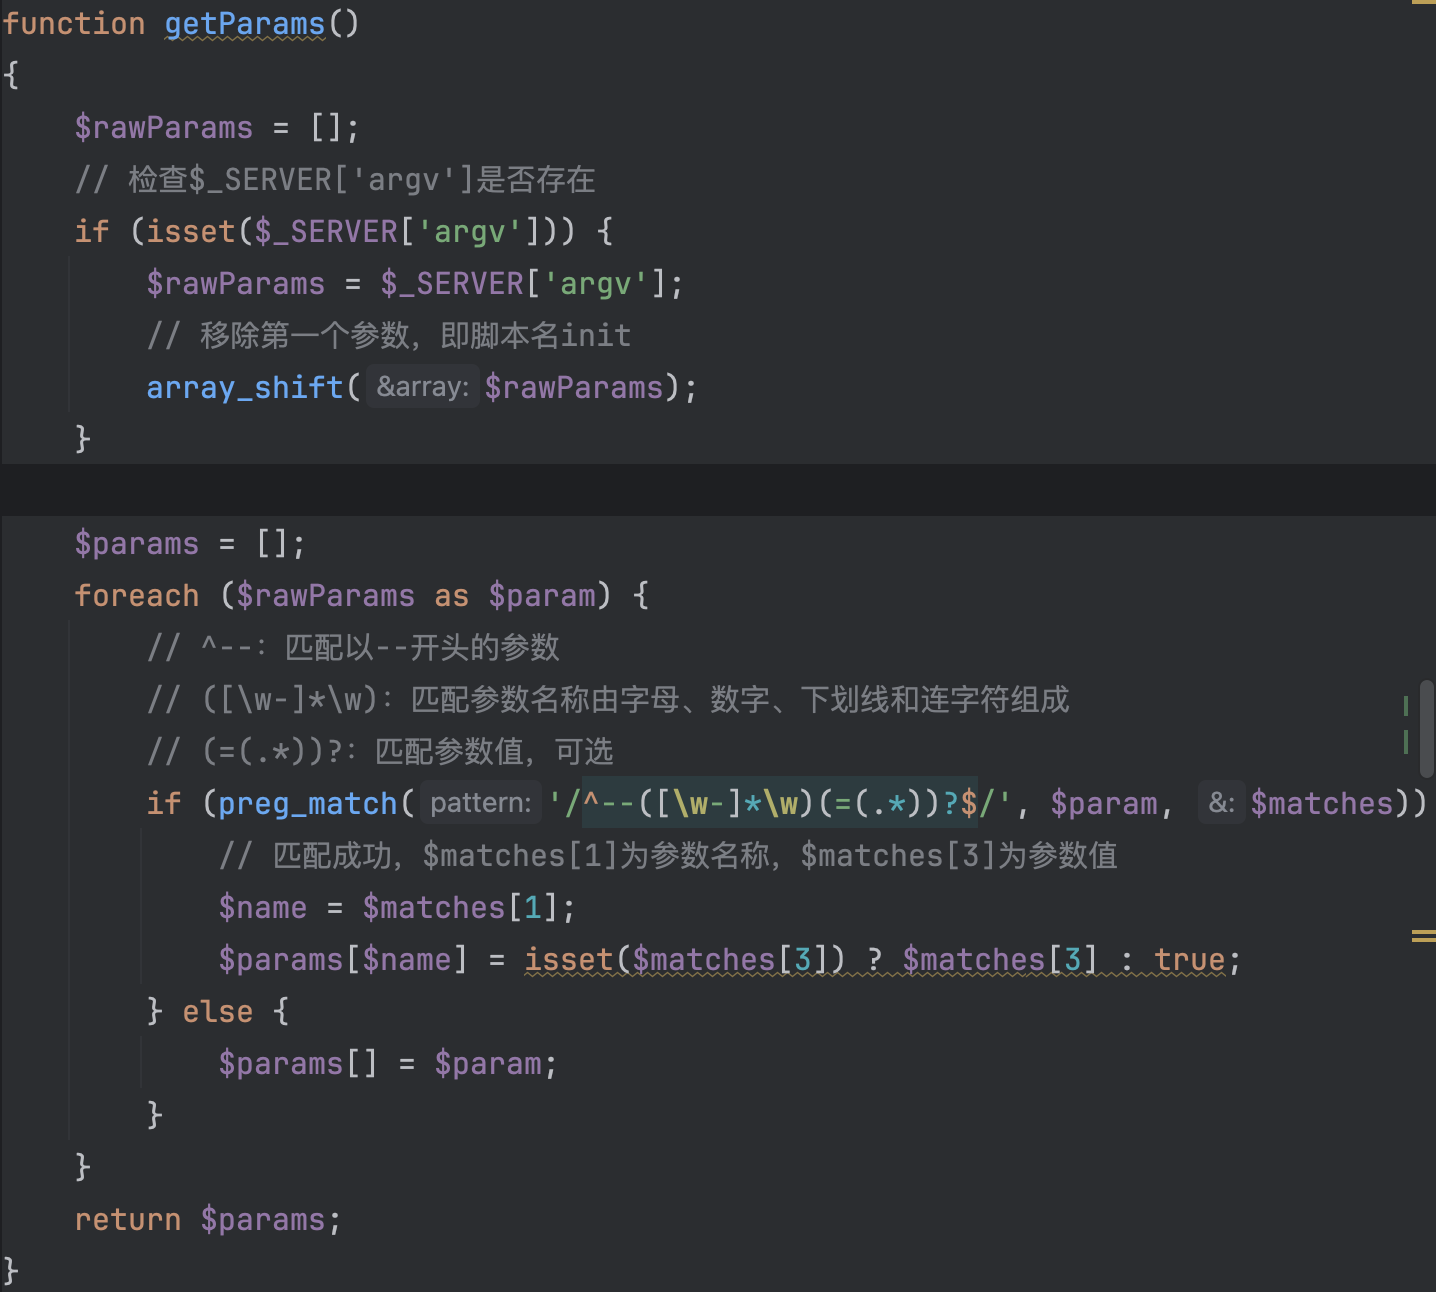 function getParams()
{
    $rawParams = [];
    // 检查$_SERVER['argv']是否存在
    if (isset($_SERVER['argv'])) {
        $rawParams = $_SERVER['argv'];
        // 移除第一个参数，即脚本名init
        array_shift( &array: $rawParams);
    }

    $params = [];
    foreach ($rawParams as $param) {
        // ^--：匹配以--开头的参数
        // ([\w-]*\w)：匹配参数名称由字母、数字、下划线和连字符组成
        // (=(.*))?：匹配参数值，可选
        if (preg_match( pattern: '/^--([\w-]*\w)(=(.*))?$/', $param, &: $matches))
            // 匹配成功，$matches[1]为参数名称，$matches[3]为参数值
            $name = $matches[1];
            $params[$name] = isset($matches[3]) ? $matches[3] : true;
        } else {
            $params[] = $param;
        }
    }
    return $params;
}